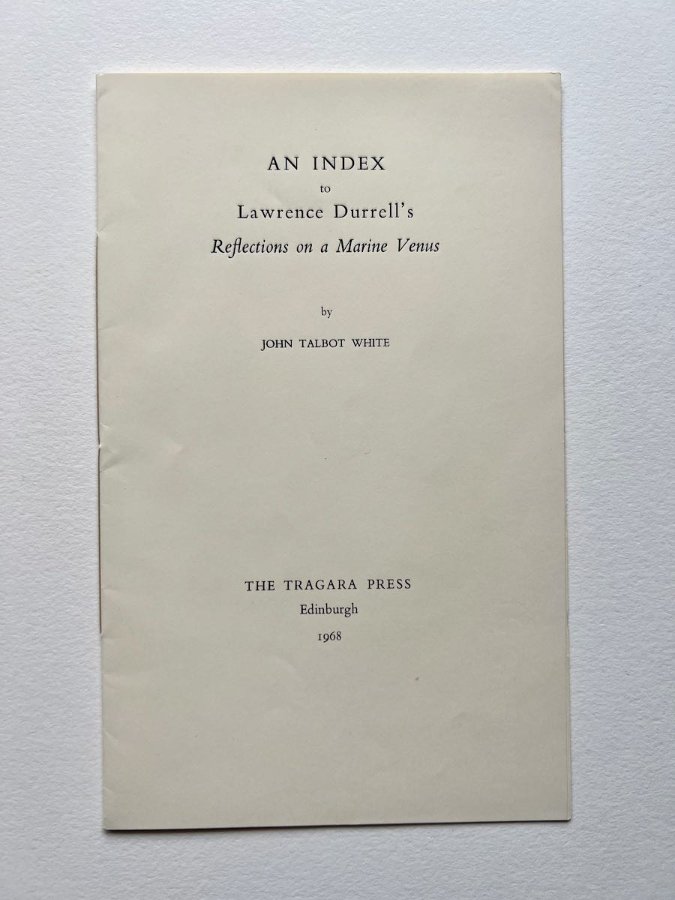 AN INDEX
to
Lawrence Durrell's
Reflections on a Marine Venus
by
JOHN TALBOT WHITE
THE TRAGARA PRESS
Edinburgh
1968